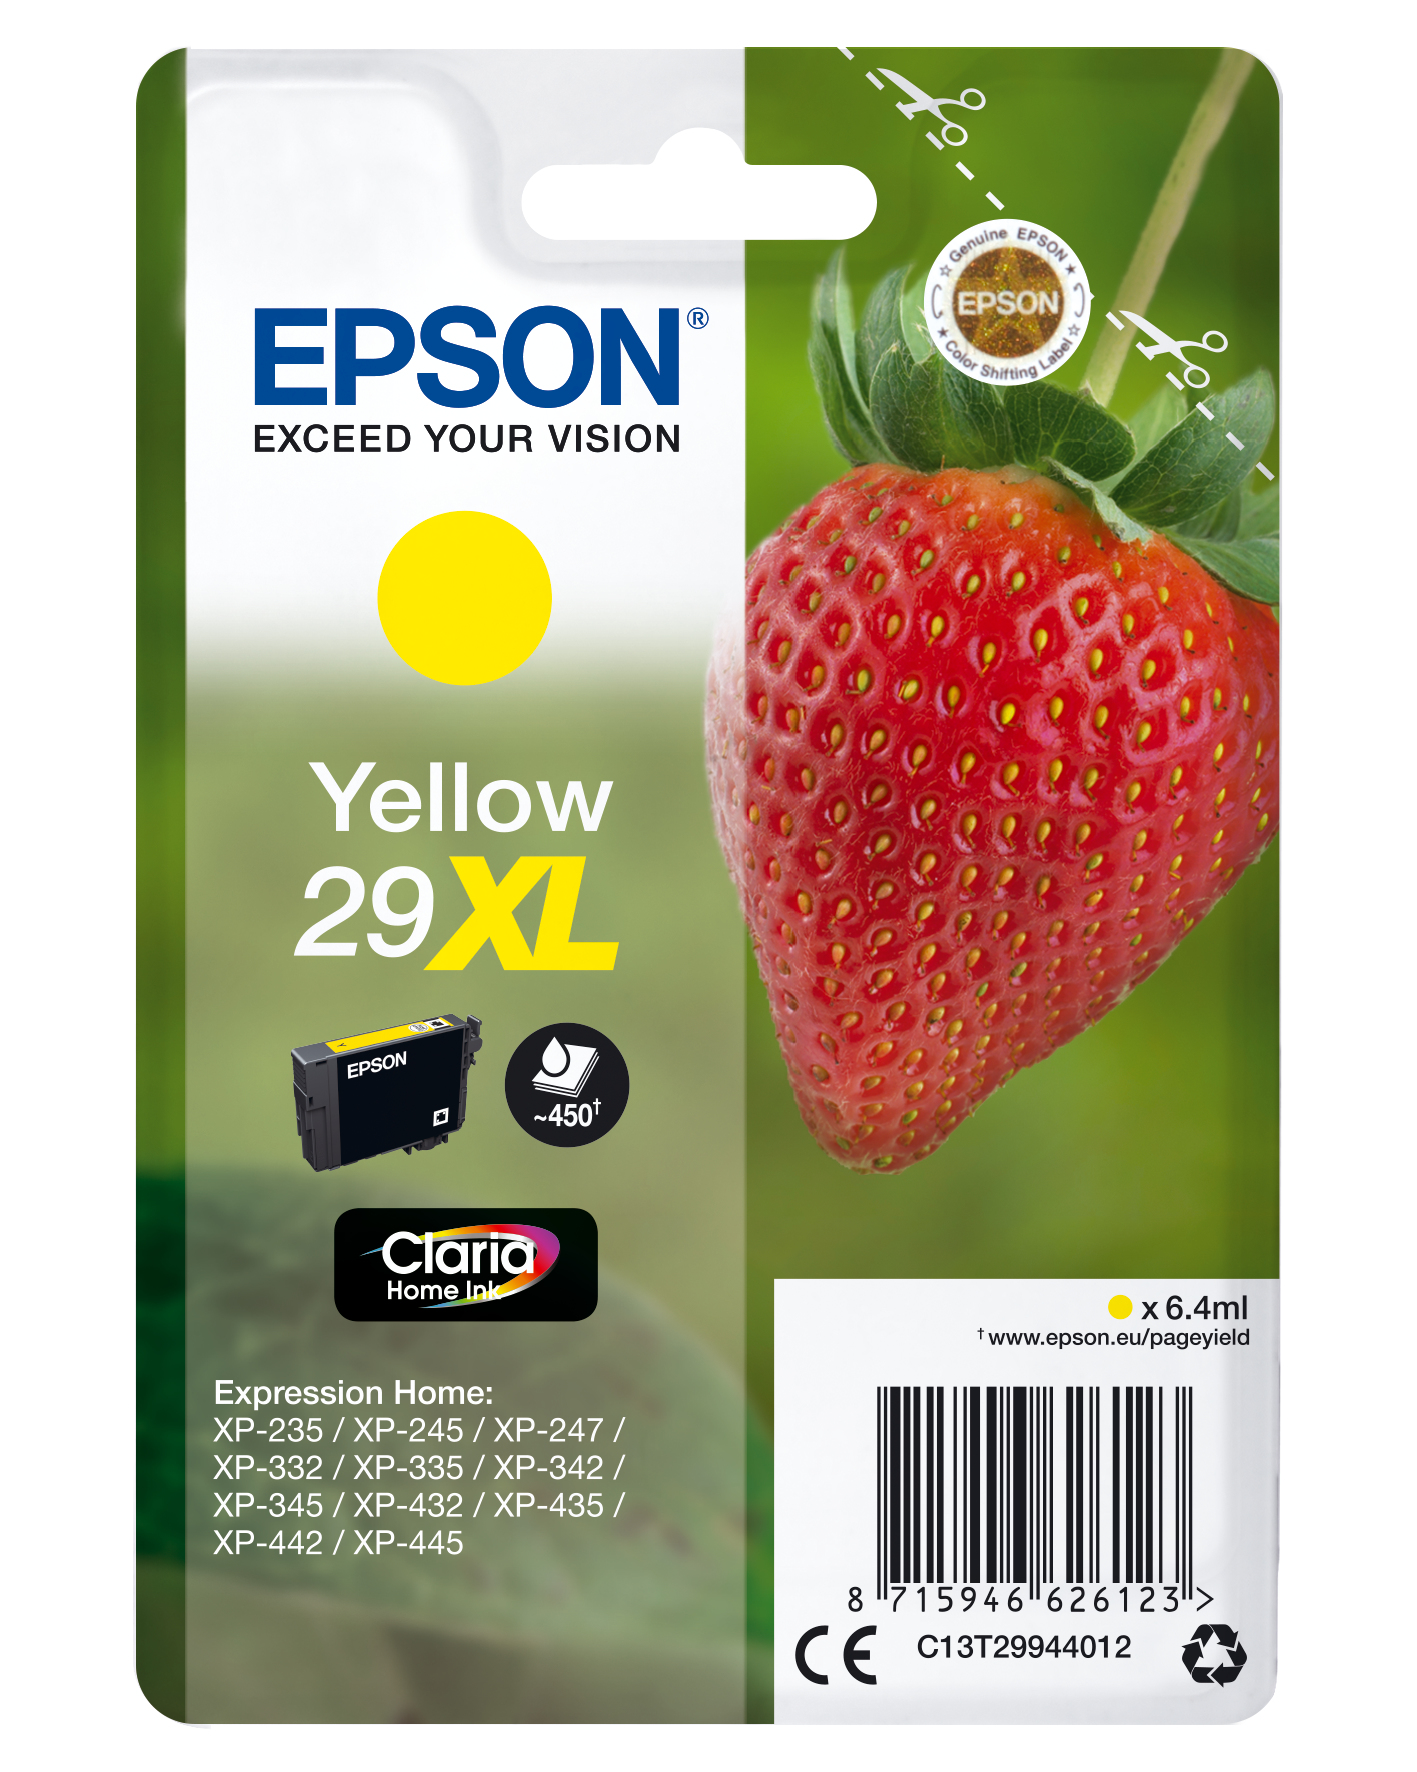 Genuine EPSON
EPSON
Color Shifting Label
EPSON®
EXCEED YOUR VISION
Yellow
29XL
EPSON
~450†
Claria
Home Ink
x 6.4ml
† www.epson.eu/pageyield
Expression Home:
XP-235 / XP-245 / XP-247 /
XP-332 / XP-335 / XP-342 /
XP-345 / XP-432 / XP-435 /
XP-442 / XP-445
8 715946 626123 >
CE C13T29944012